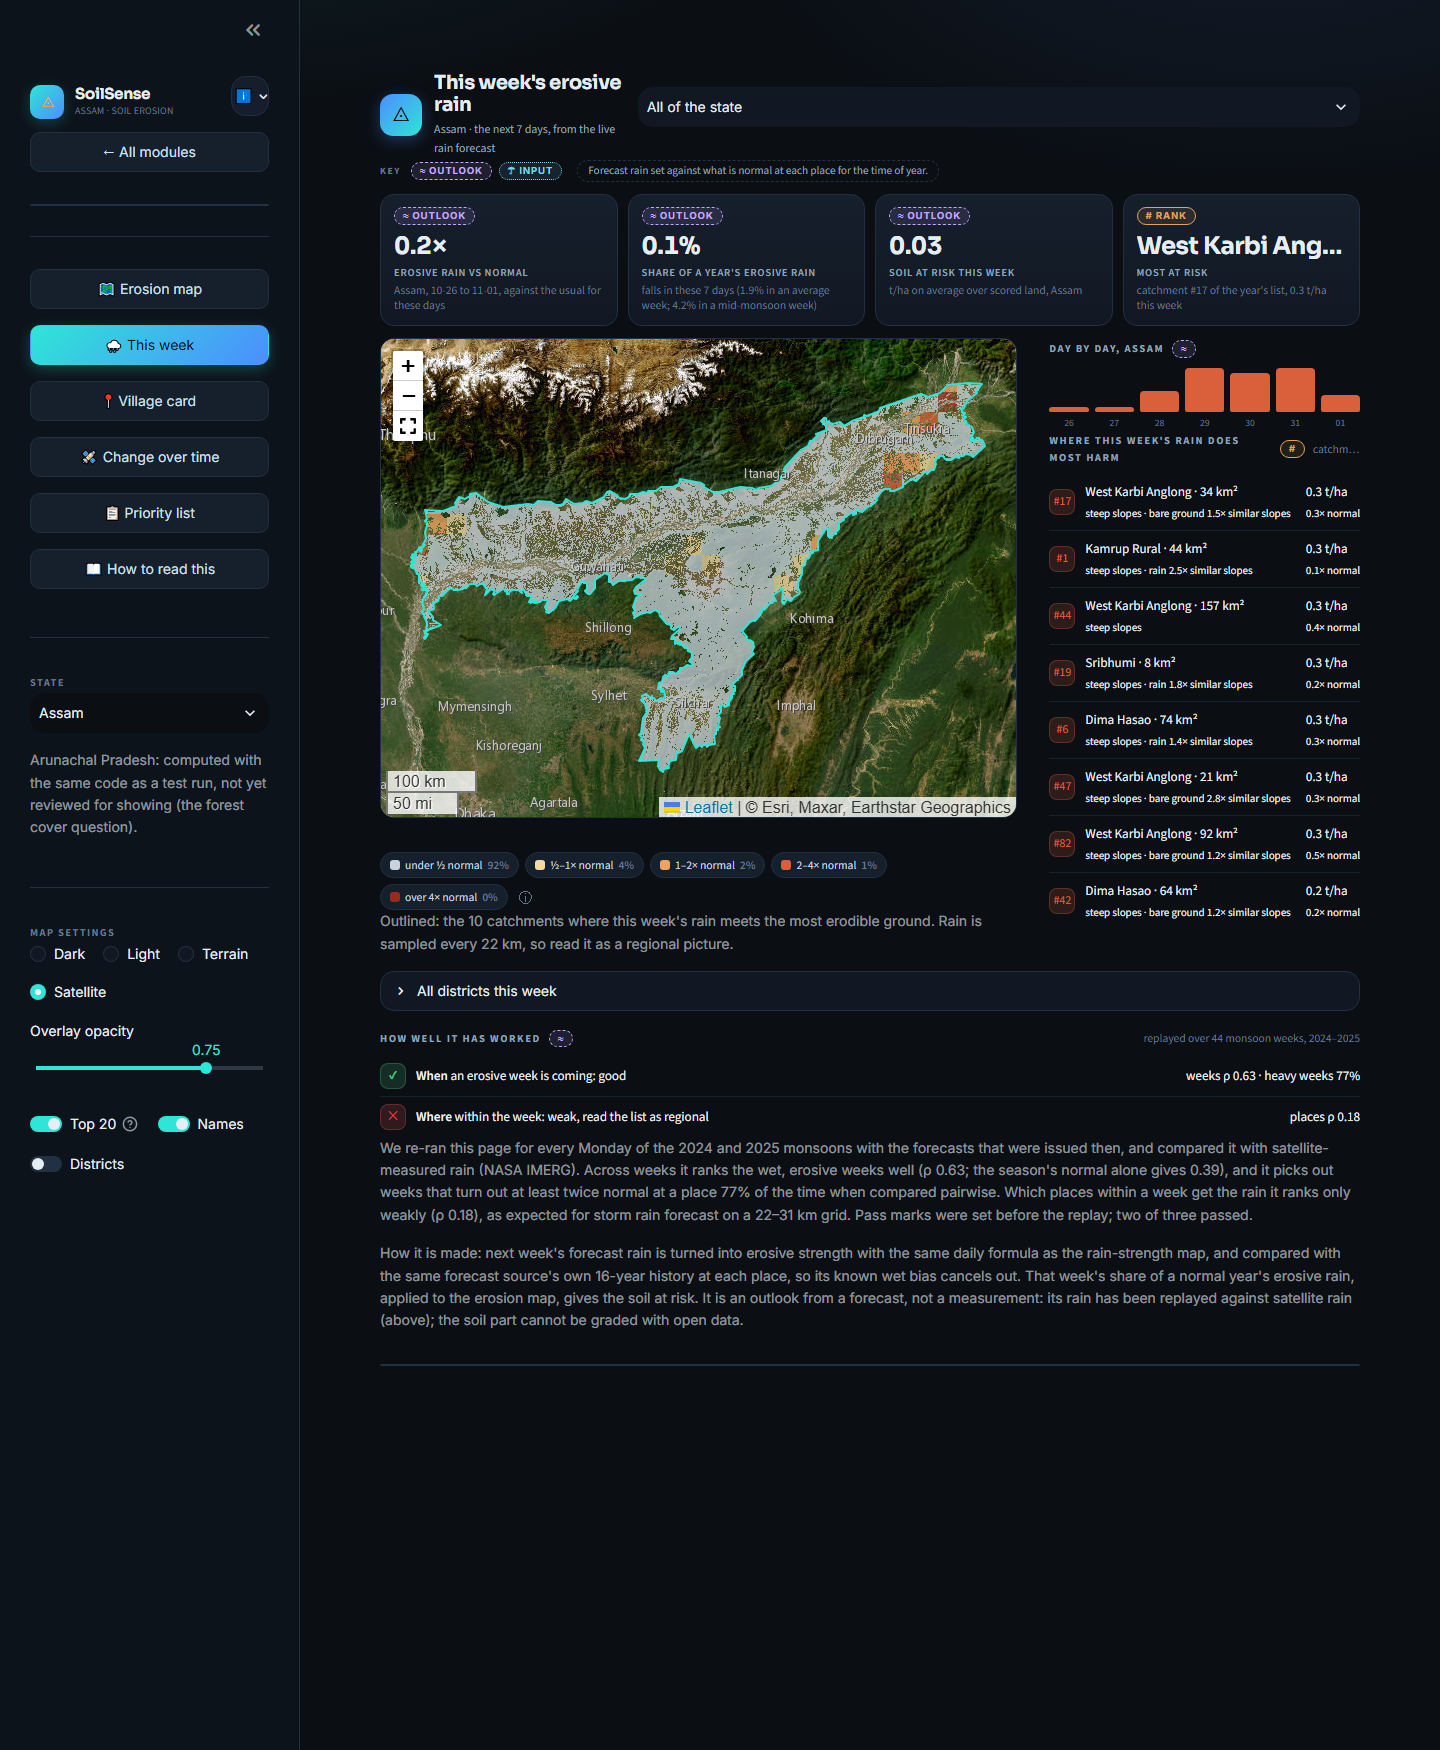 SoilSense
ASSAM · SOIL EROSION
← All modules
Erosion map
This week
Village card
Change over time
Priority list
How to read this
STATE
Assam
Arunachal Pradesh: computed with
the same code as a test run, not yet
reviewed for showing (the forest
cover question).
MAP SETTINGS
Dark
Light
Terrain
Satellite
Overlay opacity
0.75
Top 20
Names
Districts
This week's erosive
rain
Assam · the next 7 days, from the live
rain forecast
All of the state
KEY
≈ OUTLOOK
INPUT
Forecast rain set against what is normal at each place for the time of year.
≈ OUTLOOK
0.2×
EROSIVE RAIN VS NORMAL
Assam, 10-26 to 11-01, against the usual for
these days
≈ OUTLOOK
0.1%
SHARE OF A YEAR'S EROSIVE RAIN
falls in these 7 days (1.9% in an average
week; 4.2% in a mid-monsoon week)
≈ OUTLOOK
0.03
SOIL AT RISK THIS WEEK
t/ha on average over scored land, Assam
# RANK
West Karbi Ang...
MOST AT RISK
catchment #17 of the year's list, 0.3 t/ha
this week
+
−
Dibrugarh
Tinsukia
Itanagar
Guwahati
Shillong
Kohima
Sylhet
Silchar
Imphal
Mymensingh
Kishoreganj
Agartala
Dhaka
100 km
50 mi
Leaflet | © Esri, Maxar, Earthstar Geographics
under ½ normal 92%
½–1× normal 4%
1–2× normal 2%
2–4× normal 1%
over 4× normal 0%
Outlined: the 10 catchments where this week's rain meets the most erodible ground. Rain is
sampled every 22 km, so read it as a regional picture.
DAY BY DAY, ASSAM ≈
26 27 28 29 30 31 01
WHERE THIS WEEK'S RAIN DOES
MOST HARM
# catchm...
#17 West Karbi Anglong · 34 km² 0.3 t/ha
steep slopes · bare ground 1.5× similar slopes 0.3× normal
#1 Kamrup Rural · 44 km² 0.3 t/ha
steep slopes · rain 2.5× similar slopes 0.1× normal
#44 West Karbi Anglong · 157 km² 0.3 t/ha
steep slopes 0.4× normal
#19 Sribhumi · 8 km² 0.3 t/ha
steep slopes · rain 1.8× similar slopes 0.2× normal
#6 Dima Hasao · 74 km² 0.3 t/ha
steep slopes · rain 1.4× similar slopes 0.3× normal
#47 West Karbi Anglong · 21 km² 0.3 t/ha
steep slopes · bare ground 2.8× similar slopes 0.3× normal
#82 West Karbi Anglong · 92 km² 0.3 t/ha
steep slopes · bare ground 1.2× similar slopes 0.5× normal
#42 Dima Hasao · 64 km² 0.2 t/ha
steep slopes · bare ground 1.2× similar slopes 0.2× normal
All districts this week
HOW WELL IT HAS WORKED ≈
replayed over 44 monsoon weeks, 2024–2025
When an erosive week is coming: good
weeks ρ 0.63 · heavy weeks 77%
Where within the week: weak, read the list as regional
places ρ 0.18
We re-ran this page for every Monday of the 2024 and 2025 monsoons with the forecasts that were issued then, and compared it with satellite-
measured rain (NASA IMERG). Across weeks it ranks the wet, erosive weeks well (ρ 0.63; the season's normal alone gives 0.39), and it picks out
weeks that turn out at least twice normal at a place 77% of the time when compared pairwise. Which places within a week get the rain it ranks only
weakly (ρ 0.18), as expected for storm rain forecast on a 22–31 km grid. Pass marks were set before the replay; two of three passed.
How it is made: next week's forecast rain is turned into erosive strength with the same daily formula as the rain-strength map, and compared with
the same forecast source's own 16-year history at each place, so its known wet bias cancels out. That week's share of a normal year's erosive rain,
applied to the erosion map, gives the soil at risk. It is an outlook from a forecast, not a measurement: its rain has been replayed against satellite rain
(above); the soil part cannot be graded with open data.